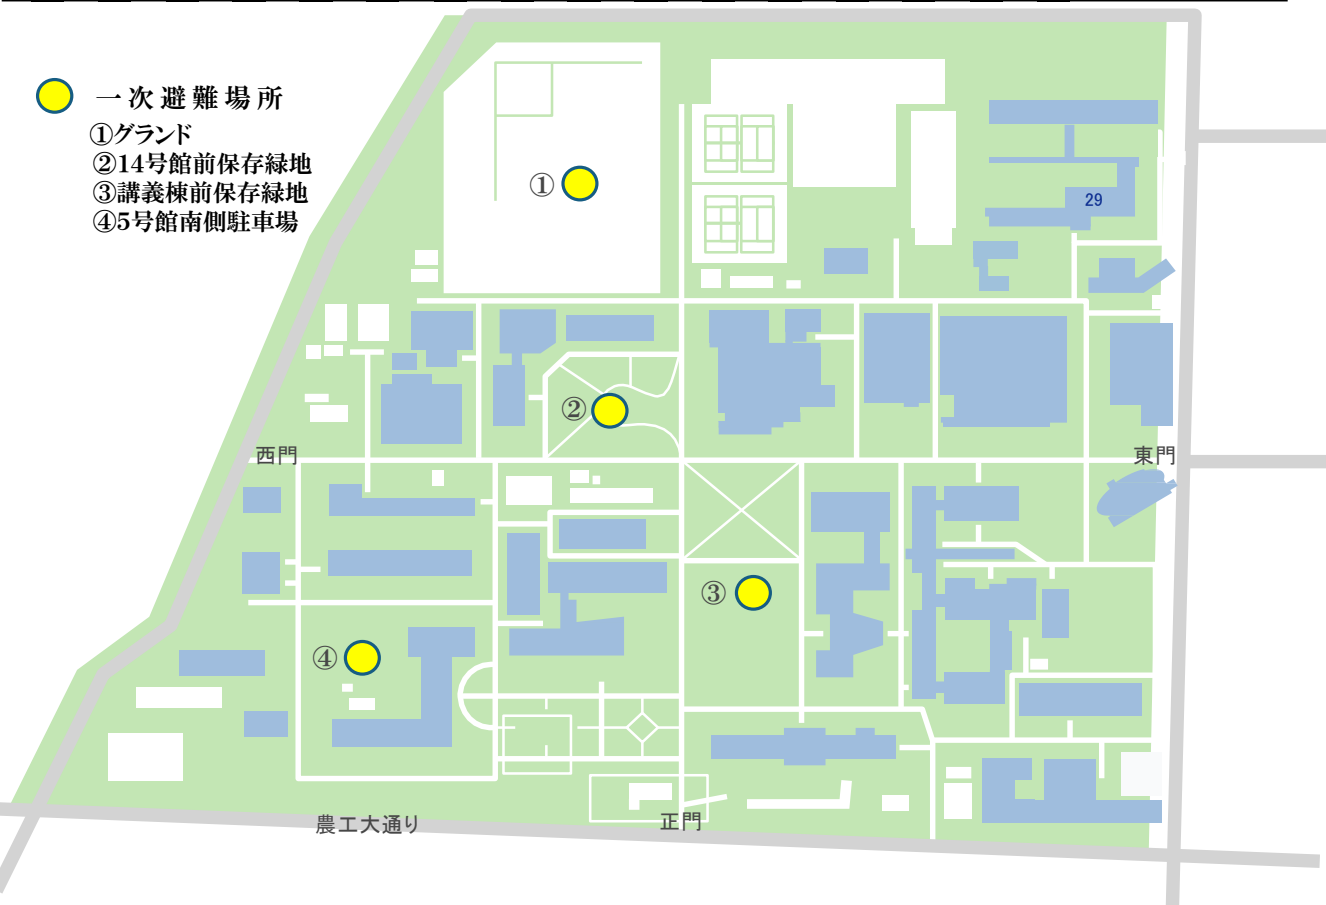 一次避難場所
①グランド
②14号館前保存緑地
③講義棟前保存緑地
④5号館南側駐車場
①
29
②
西門
東門
③
④
農工大通り
正門